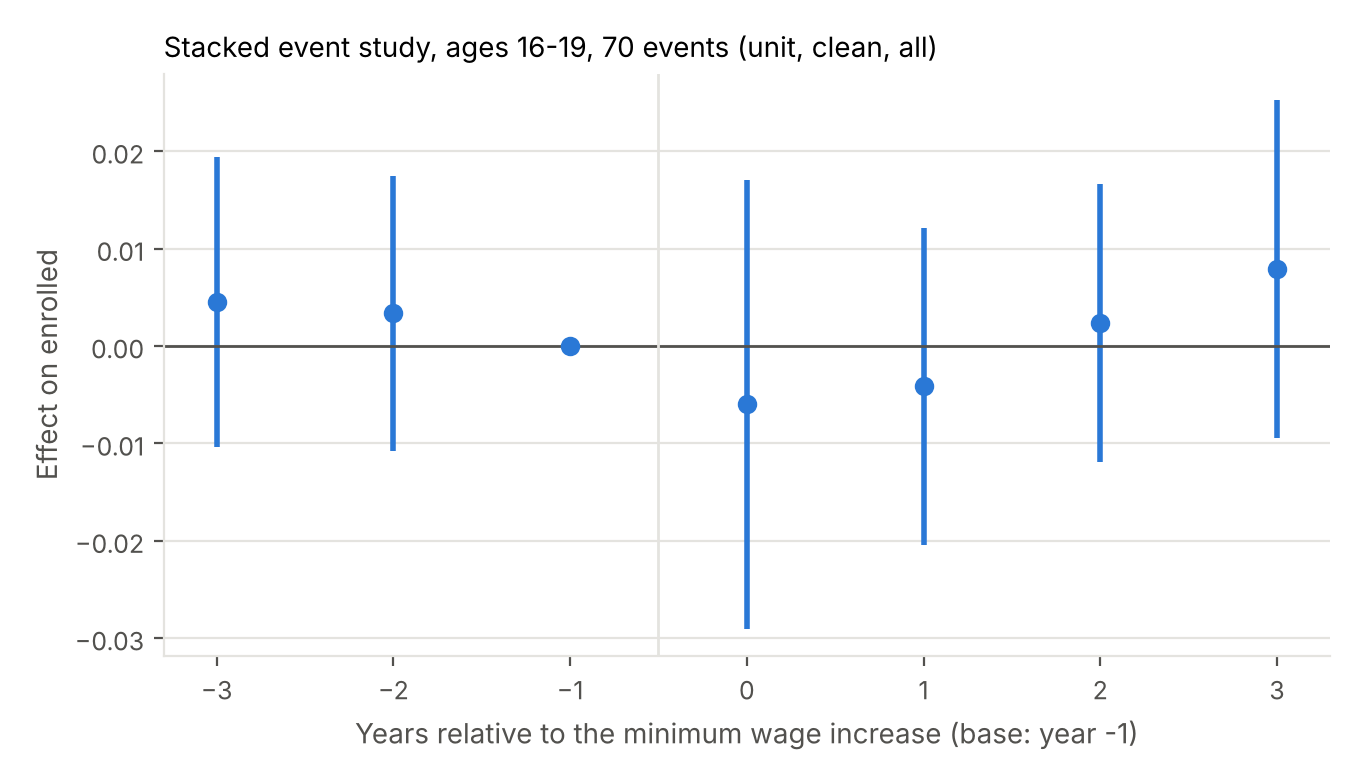 Stacked event study, ages 16-19, 70 events (unit, clean, all)
Effect on enrolled
0.02
0.01
0.00
−0.01
−0.02
−0.03
−3 −2 −1 0 1 2 3
Years relative to the minimum wage increase (base: year -1)